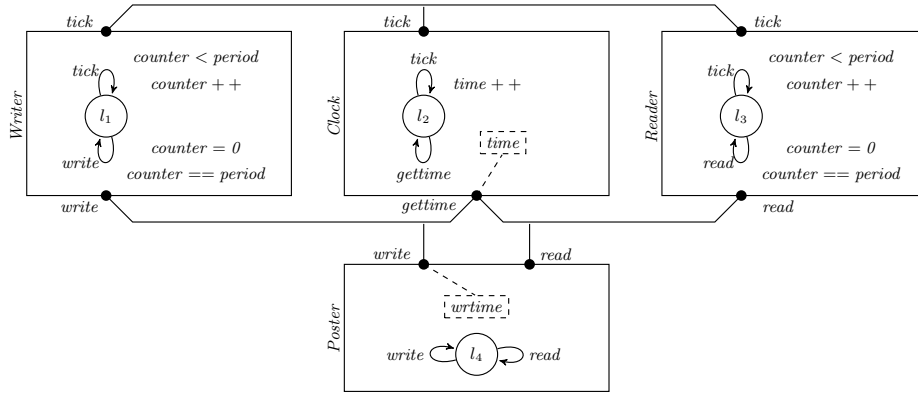 tick tick tick
Writer
counter < period
tick
counter + +
l1
counter = 0
write
counter == period
Clock
tick
time + +
l2
time
gettime
Reader
counter < period
tick
counter + +
l3
counter = 0
read
counter == period
write gettime read
write read
Poster
wrtime
write l4 read